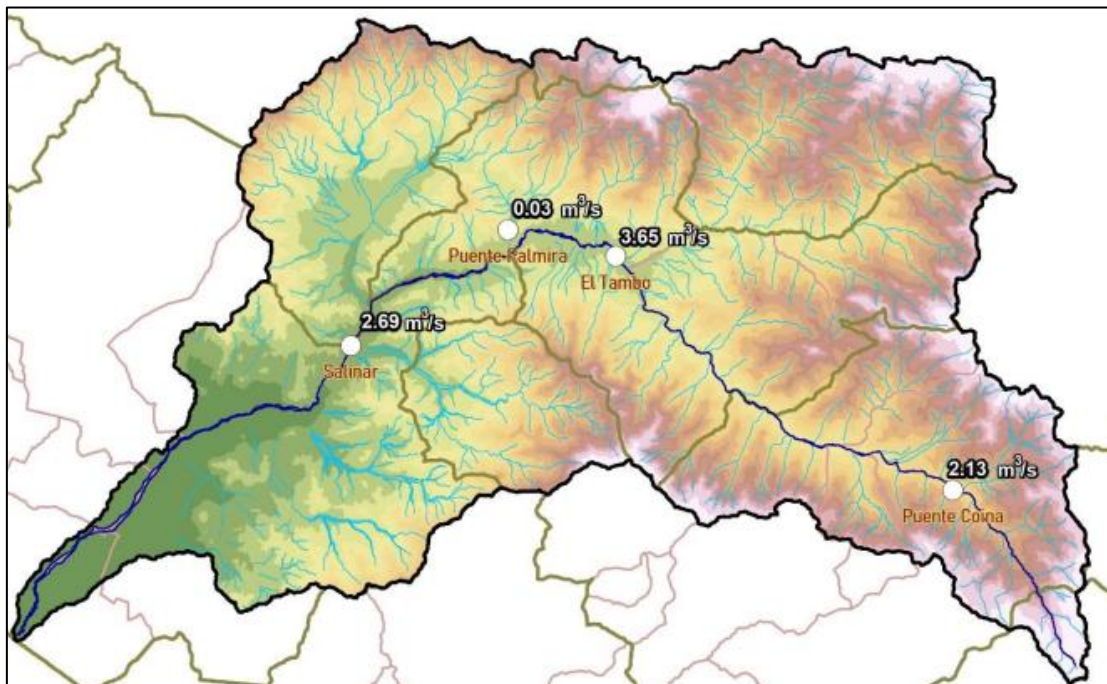 0.03 m³/s
Puente Palmira
3.65 m³/s
El Tambo
2.69 m³/s
Salinar
2.13 m³/s
Puente Coina